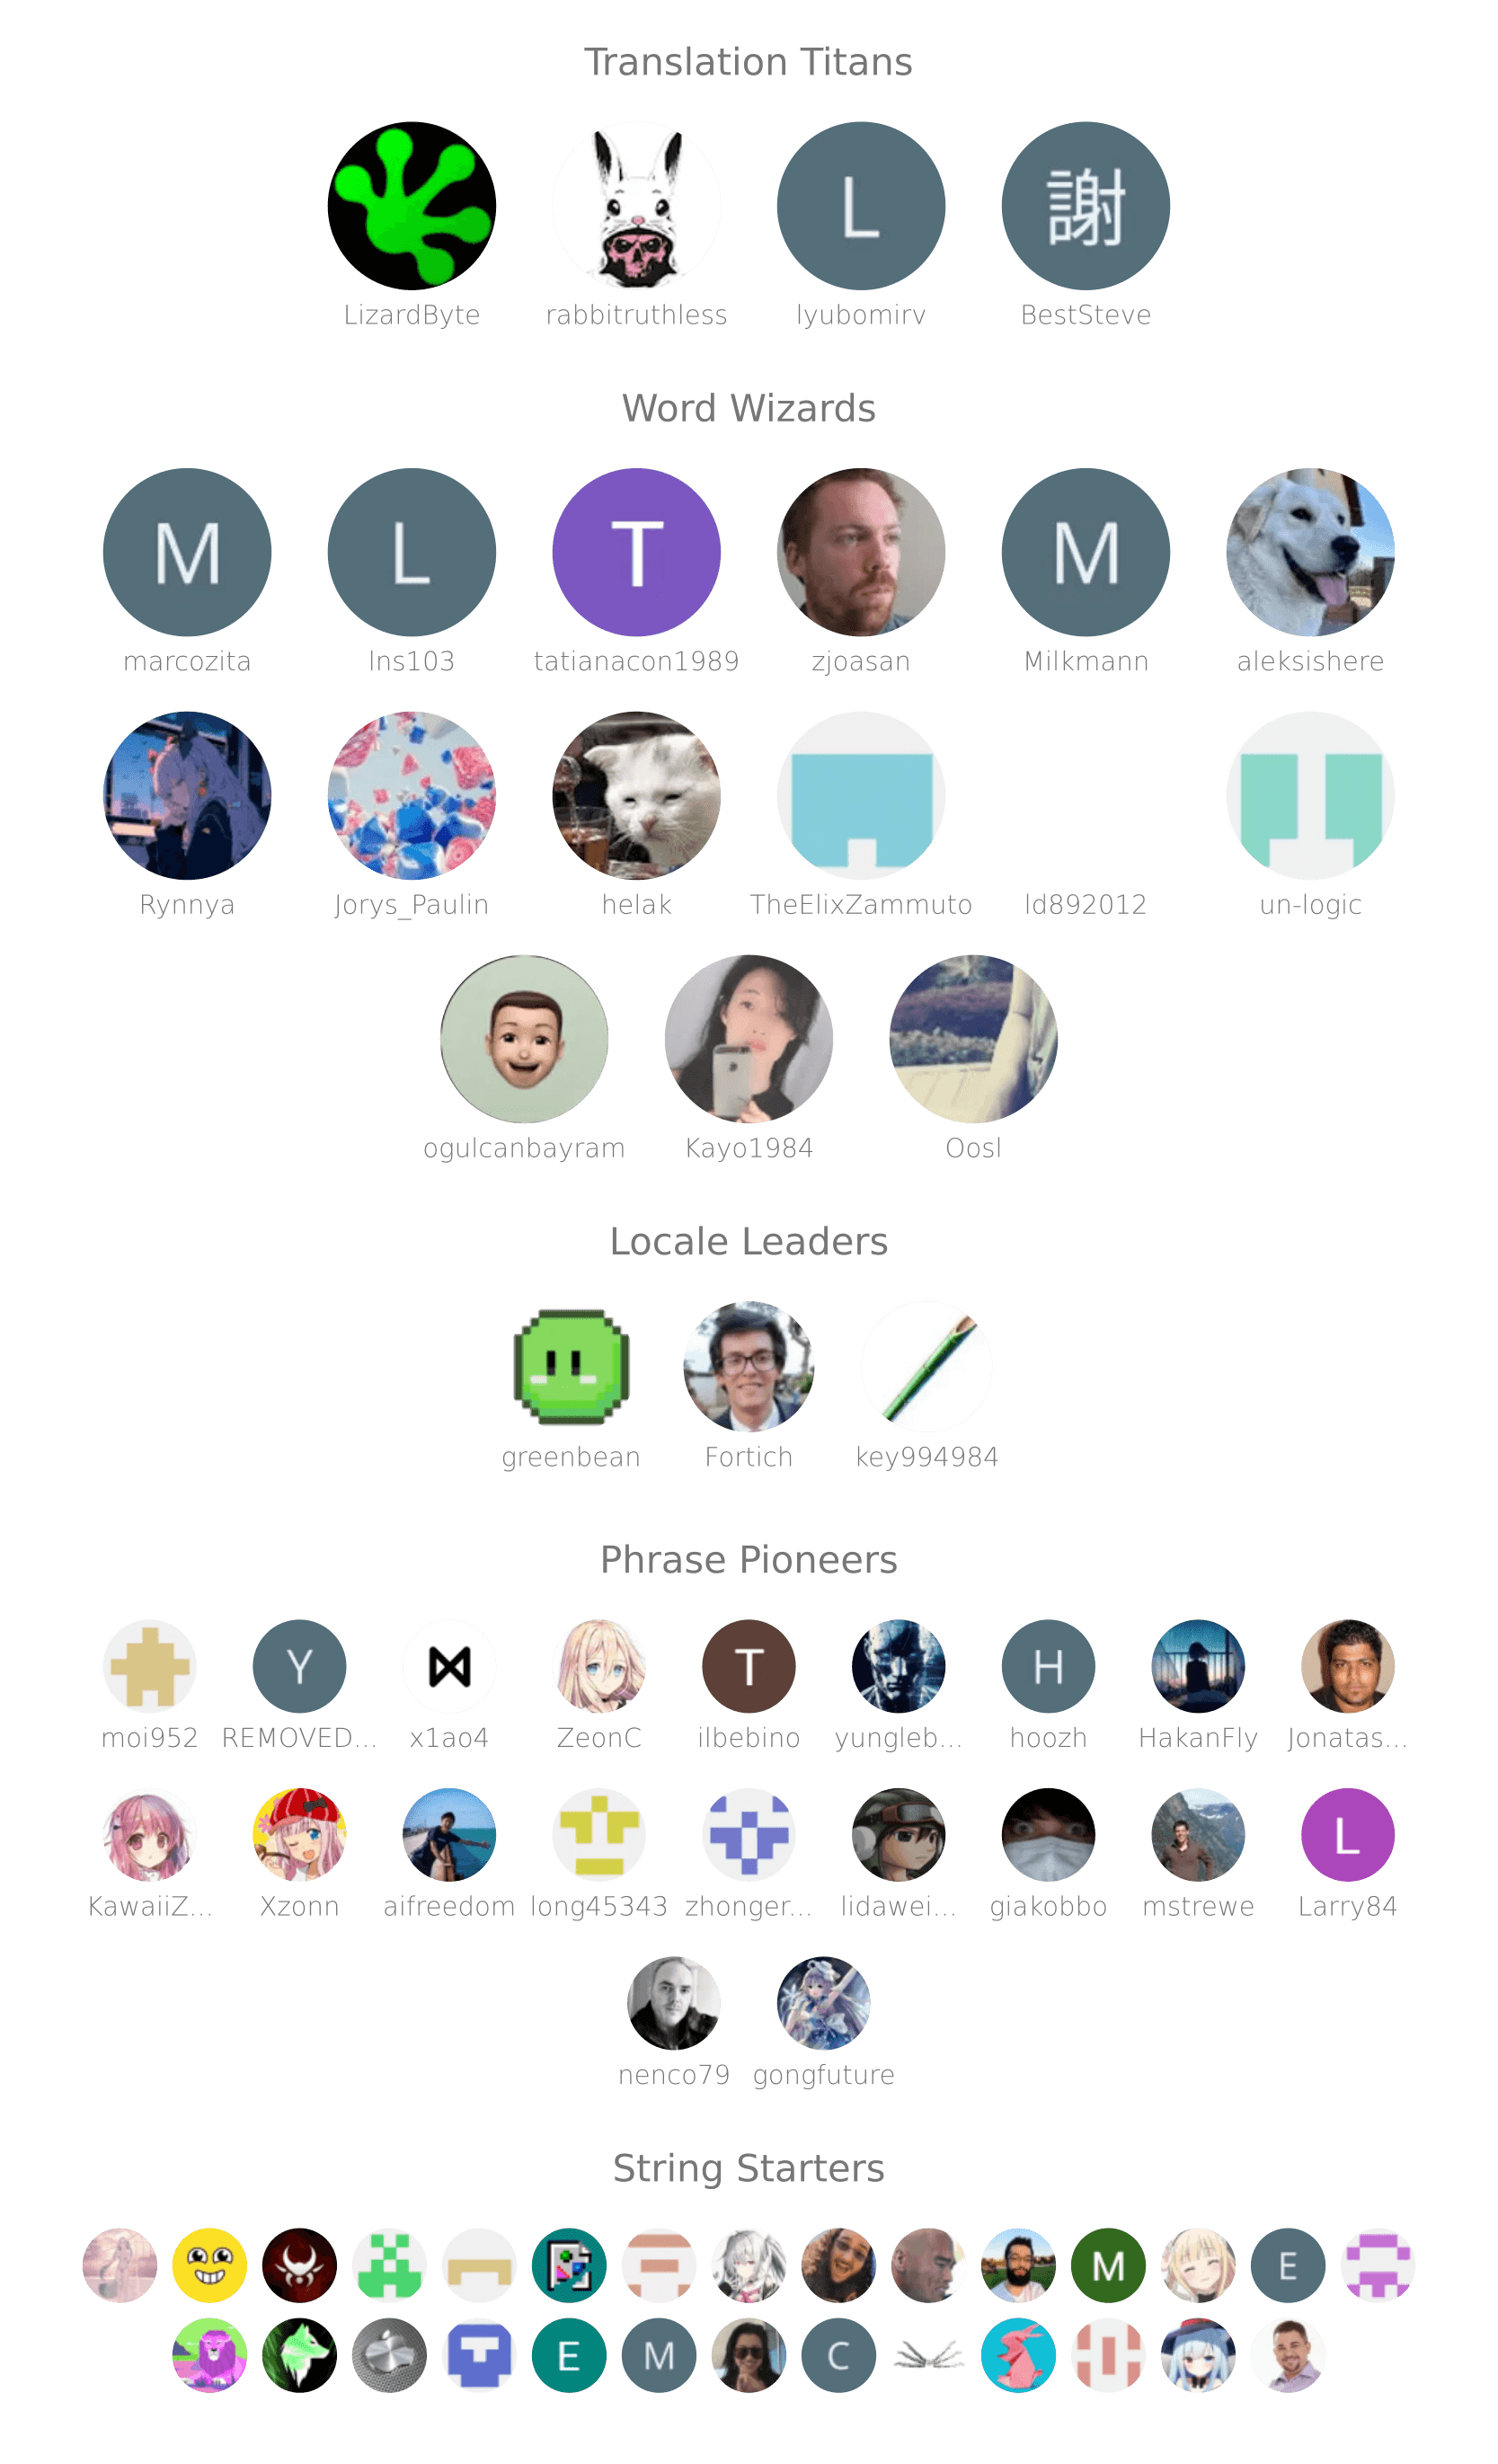 Translation Titans
L 謝
LizardByte rabbitruthless lyubomirv BestSteve
Word Wizards
M L T M
marcozita lns103 tatianacon1989 zjoasan Milkmann aleksishere
Rynnya Jorys_Paulin helak TheElixZammuto ld892012 un-logic
ogulcanbayram Kayo1984 Oosl
Locale Leaders
greenbean Fortich key994984
Phrase Pioneers
Y T H
moi952 REMOVED... x1ao4 ZeonC ilbebino yungleb... hoozh HakanFly Jonatas...
L
KawaiiZ... Xzonn aifreedom long45343 zhonger... lidawei... giakobbo mstrewe Larry84
nenco79 gongfuture
String Starters
M E
E M C